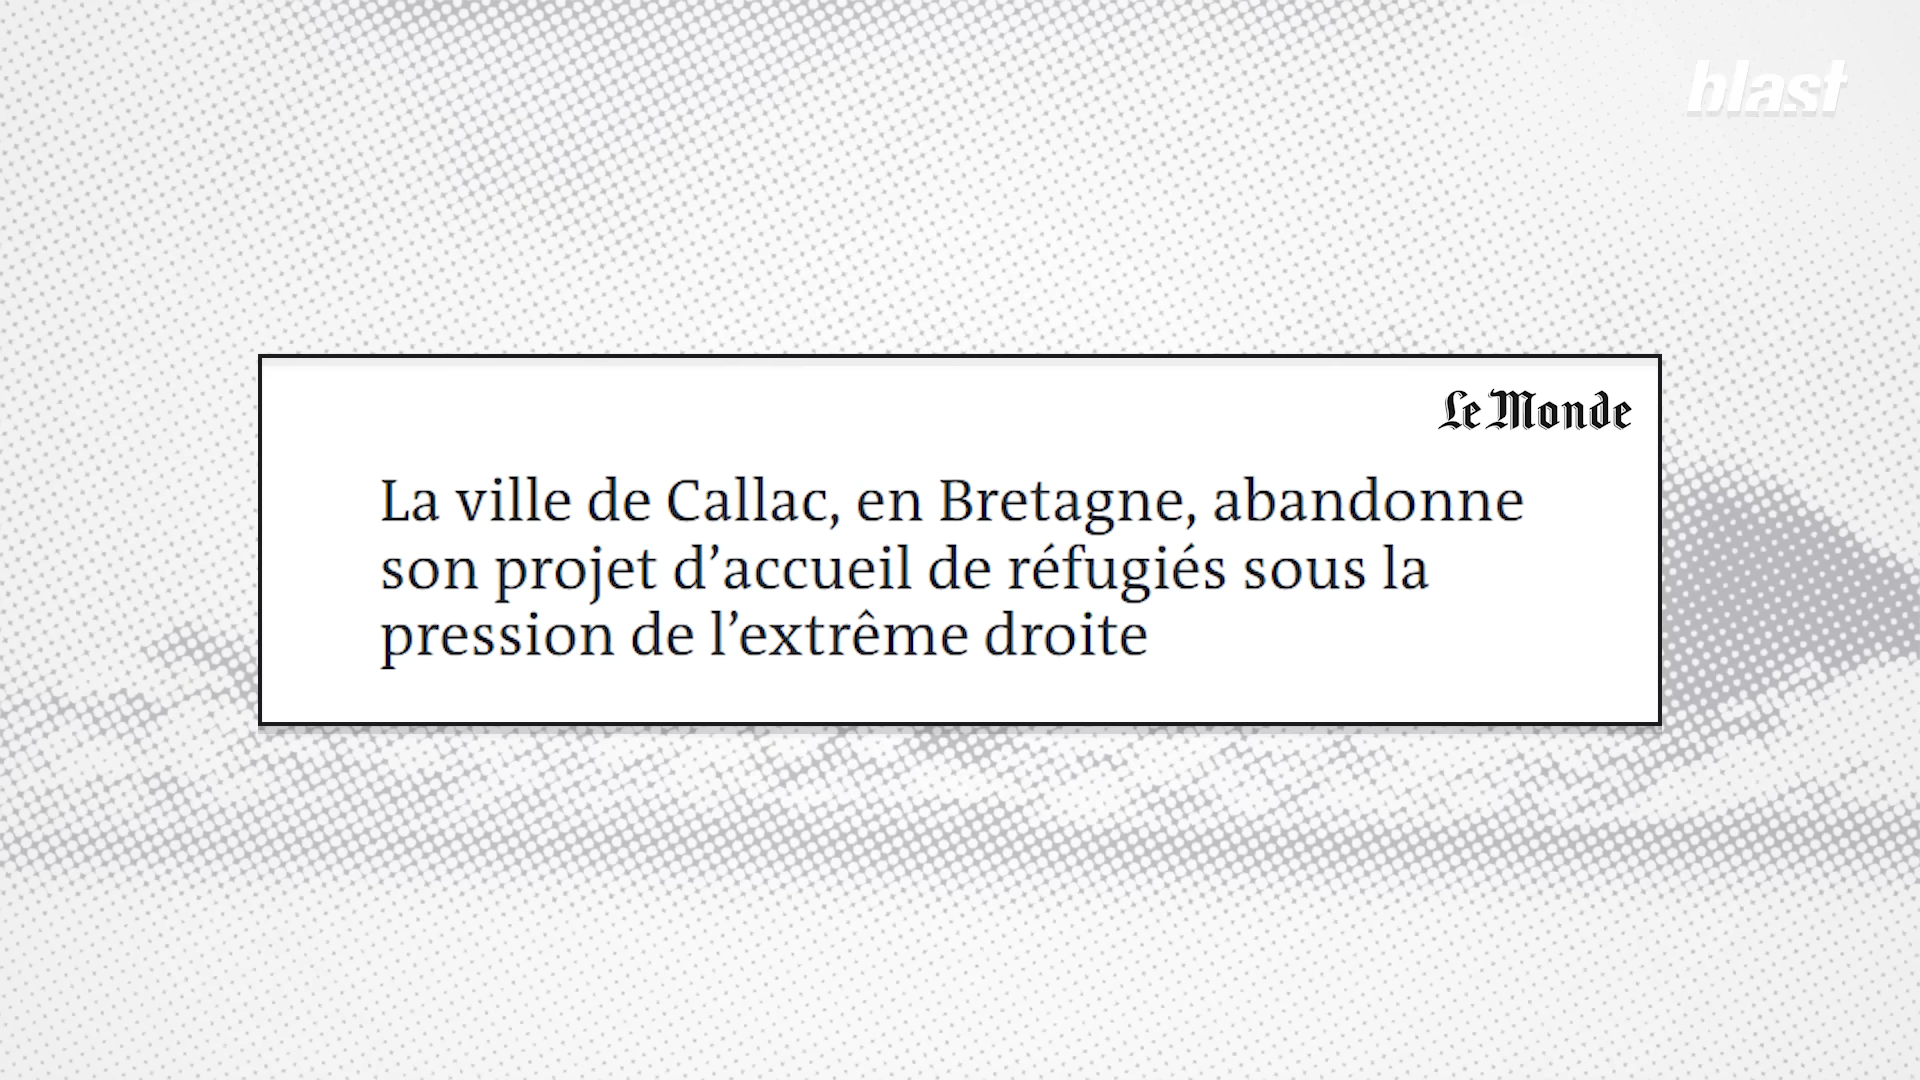 blast
Le Monde
La ville de Callac, en Bretagne, abandonne
son projet d’accueil de réfugiés sous la
pression de l’extrême droite